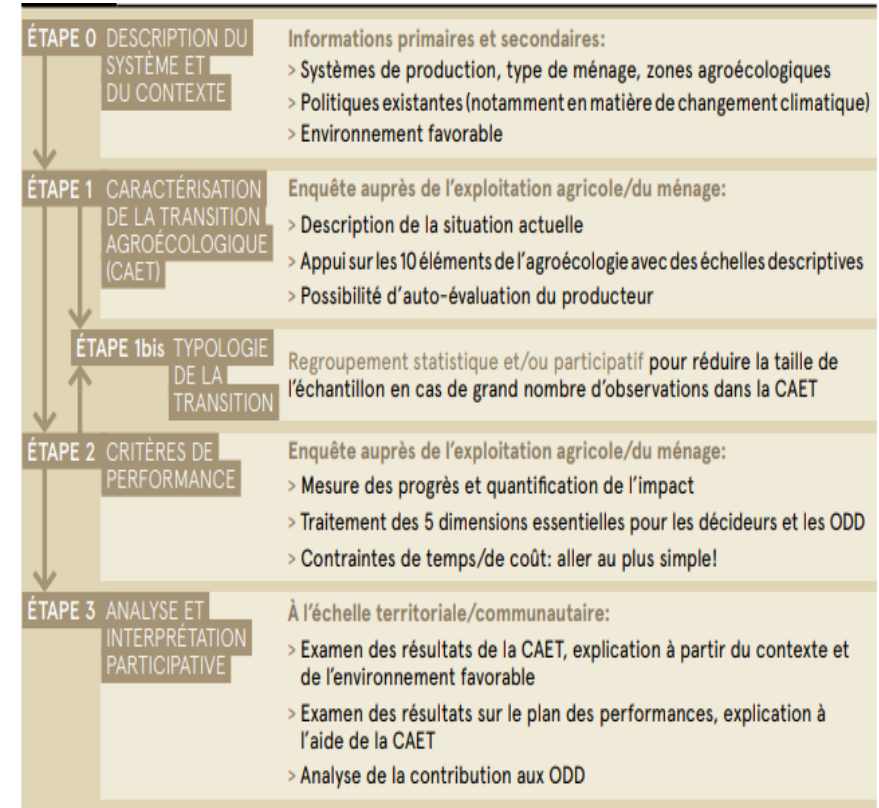 ÉTAPE 0 DESCRIPTION DU
SYSTÈME ET
DU CONTEXTE
Informations primaires et secondaires:
> Systèmes de production, type de ménage, zones agroécologiques
> Politiques existantes (notamment en matière de changement climatique)
> Environnement favorable
ÉTAPE 1 CARACTÉRISATION
DE LA TRANSITION
AGROÉCOLOGIQUE
(CAET)
Enquête auprès de l'exploitation agricole/du ménage:
> Description de la situation actuelle
> Appui sur les 10 éléments de l'agroécologie avec des échelles descriptives
> Possibilité d'auto-évaluation du producteur
ÉTAPE 1bis TYPOLOGIE
DE LA
TRANSITION
Regroupement statistique et/ou participatif pour réduire la taille de
l'échantillon en cas de grand nombre d'observations dans la CAET
ÉTAPE 2 CRITÈRES DE
PERFORMANCE
Enquête auprès de l'exploitation agricole/du ménage:
> Mesure des progrès et quantification de l'impact
> Traitement des 5 dimensions essentielles pour les décideurs et les ODD
> Contraintes de temps/de coût: aller au plus simple!
ÉTAPE 3 ANALYSE ET
INTERPRÉTATION
PARTICIPATIVE
À l'échelle territoriale/communautaire:
> Examen des résultats de la CAET, explication à partir du contexte et
de l'environnement favorable
> Examen des résultats sur le plan des performances, explication à
l'aide de la CAET
> Analyse de la contribution aux ODD